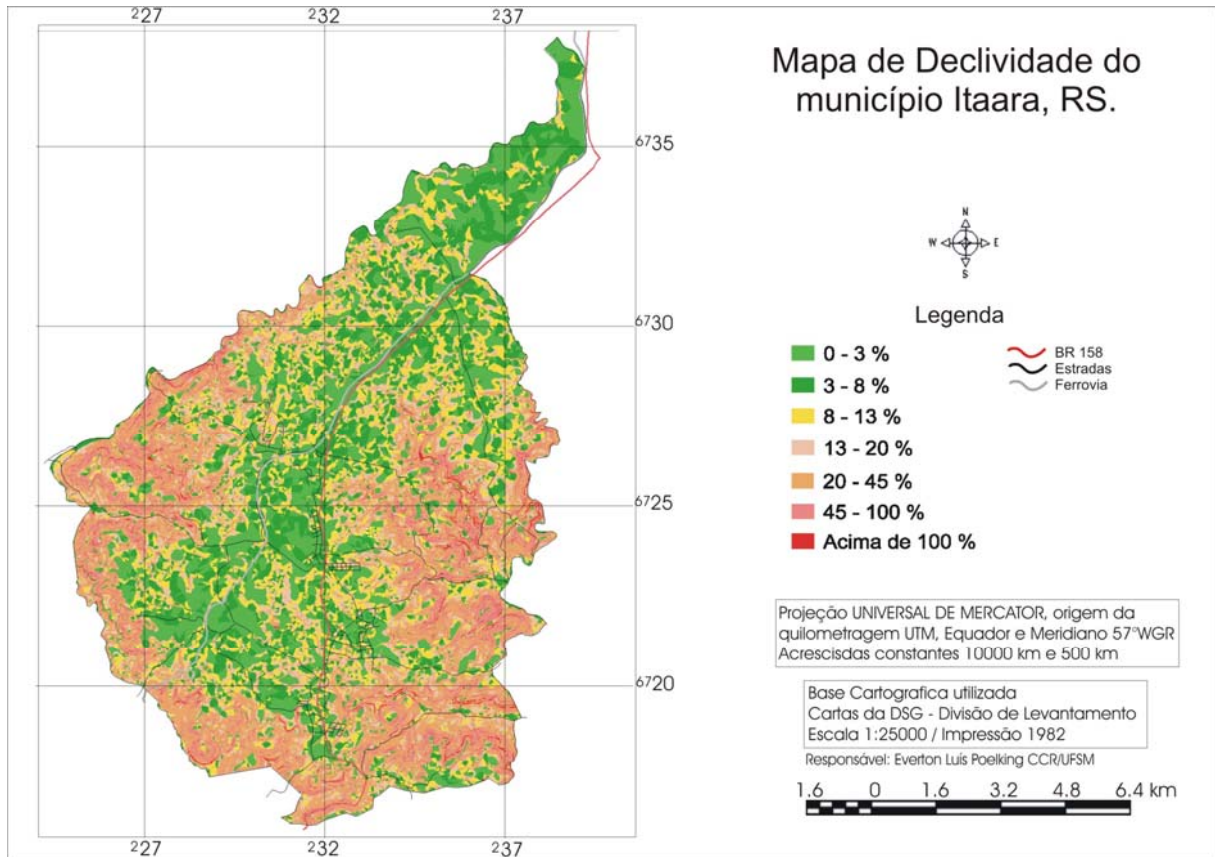 ²27
²32
²37
Mapa de Declividade do
município Itaara, RS.
⁶735
N
W
E
S
⁶730
Legenda
0 - 3 %
3 - 8 %
8 - 13 %
13 - 20 %
20 - 45 %
45 - 100 %
Acima de 100 %
BR 158
Estradas
Ferrovia
⁶725
Projeção UNIVERSAL DE MERCATOR, origem da
quilometragem UTM, Equador e Meridiano 57°WGR
Acrescisdas constantes 10000 km e 500 km
⁶720
Base Cartografica utilizada
Cartas da DSG - Divisão de Levantamento
Escala 1:25000 / Impressão 1982
Responsável: Everton Luís Poelking CCR/UFSM
1.6 0 1.6 3.2 4.8 6.4 km
²27
²32
²37